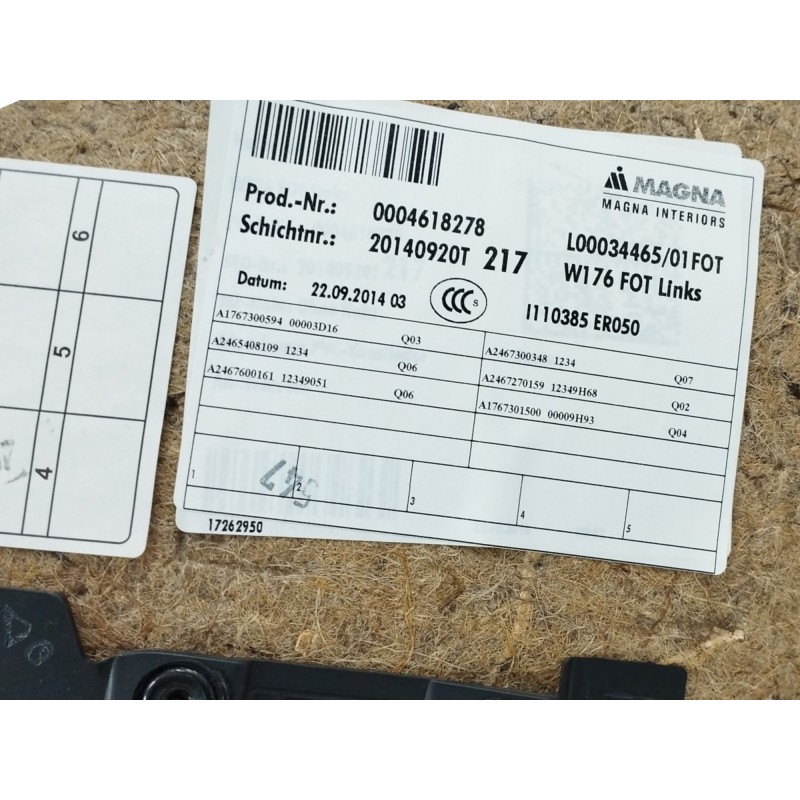 MAGNA
MAGNA INTERIORS
Prod.-Nr.: 0004618278
L00034465/01FOT
Schichtnr.: 20140920T 217
W176 FOT Links
Datum: 22.09.2014 03
CCC S
I110385 ER050
A1767300594 00003D16 Q03
A2467300348 1234 Q07
A2465408109 1234 Q06
A2467270159 12349H68 Q02
A2467600161 12349051 Q06
A1767301500 00009H93 Q04
1
2
3
4
5
547
17262950
6
5
4